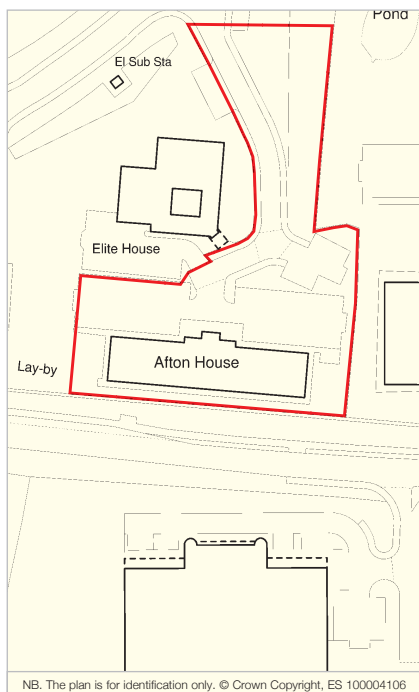 Pond
El Sub Sta
Elite House
Afton House
Lay-by
NB. The plan is for identification only. © Crown Copyright, ES 100004106